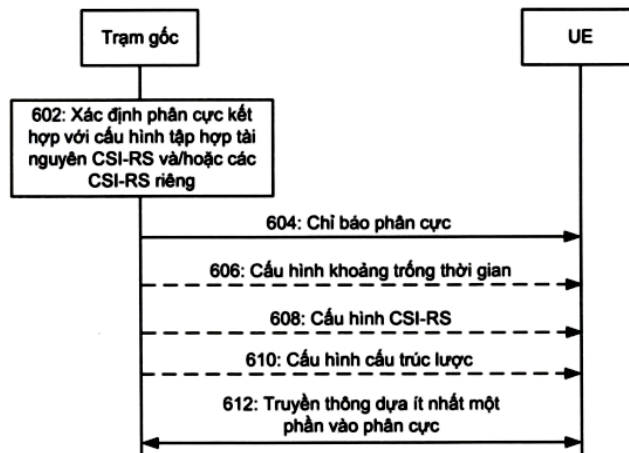 Trạm gốc
UE
602: Xác định phân cực kết
hợp với cấu hình tập hợp tài
nguyên CSI-RS và/hoặc các
CSI-RS riêng
604: Chỉ báo phân cực
606: Cấu hình khoảng trống thời gian
608: Cấu hình CSI-RS
610: Cấu hình cấu trúc lược
612: Truyền thông dựa ít nhất một
phần vào phân cực